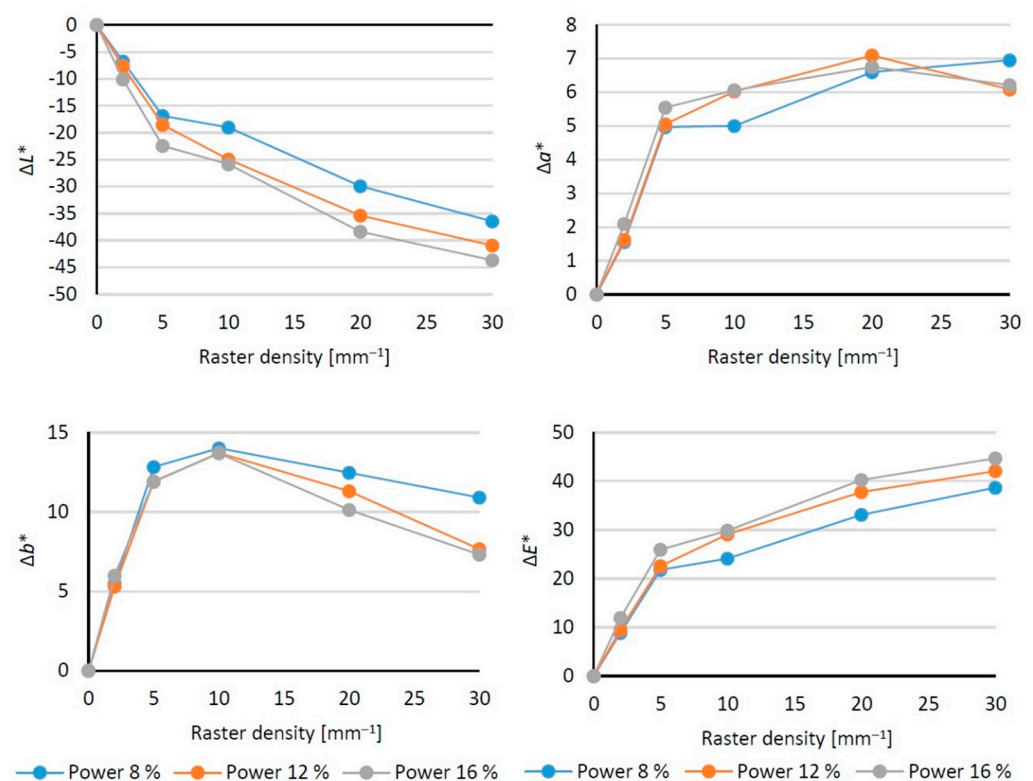 0
-5
-10
-15
-20
-25
-30
-35
-40
-45
-50
ΔL*
0 5 10 15 20 25 30
Raster density [mm⁻¹]
8
7
6
5
4
3
2
1
0
Δa*
0 5 10 15 20 25 30
Raster density [mm⁻¹]
15
10
5
0
Δb*
0 5 10 15 20 25 30
Raster density [mm⁻¹]
Power 8 % Power 12 % Power 16 %
50
40
30
20
10
0
ΔE*
0 5 10 15 20 25 30
Raster density [mm⁻¹]
Power 8 % Power 12 % Power 16 %